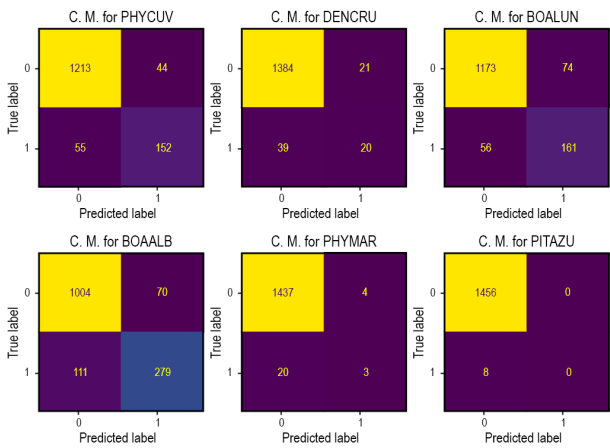 C. M. for PHYCUV
C. M. for DENCRU
C. M. for BOALUN
True label
0
1213
44
1
55
152
0
1
Predicted label
True label
0
1384
21
1
39
20
0
1
Predicted label
True label
0
1173
74
1
56
161
0
1
Predicted label
C. M. for BOAALB
C. M. for PHYMAR
C. M. for PITAZU
True label
0
1004
70
1
111
279
0
1
Predicted label
True label
0
1437
4
1
20
3
0
1
Predicted label
True label
0
1456
0
1
8
0
0
1
Predicted label